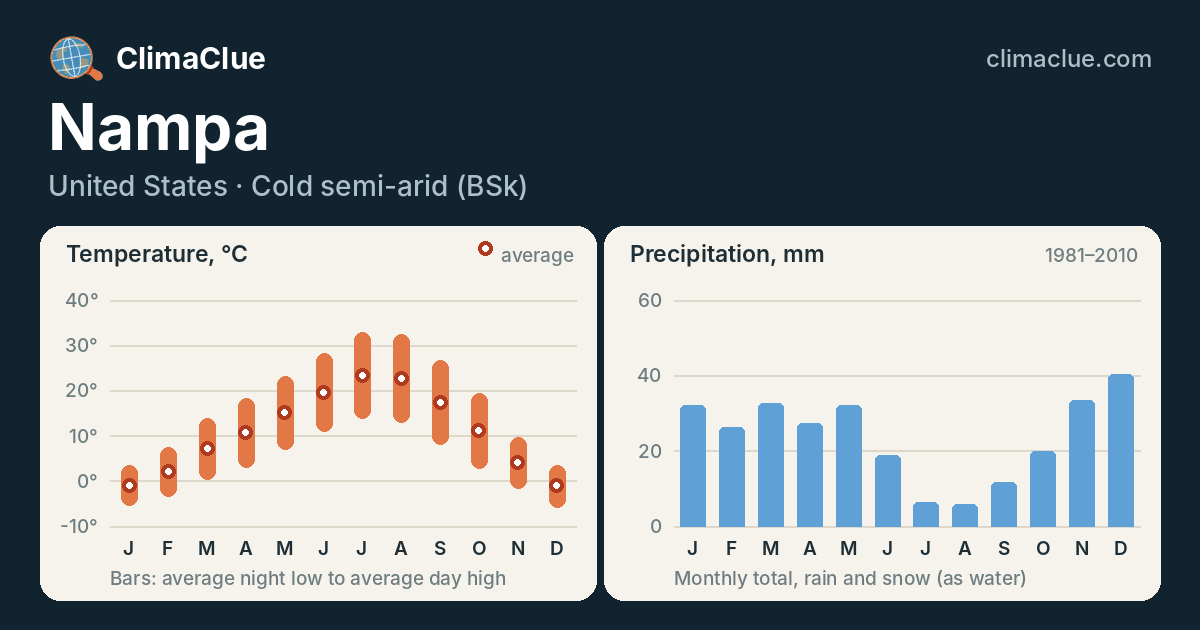 ClimaClue
climaclue.com
Nampa
United States · Cold semi-arid (BSk)
Temperature, °C
average
40°
30°
20°
10°
0°
-10°
J F M A M J J A S O N D
Bars: average night low to average day high
Precipitation, mm
1981–2010
60
40
20
0
J F M A M J J A S O N D
Monthly total, rain and snow (as water)